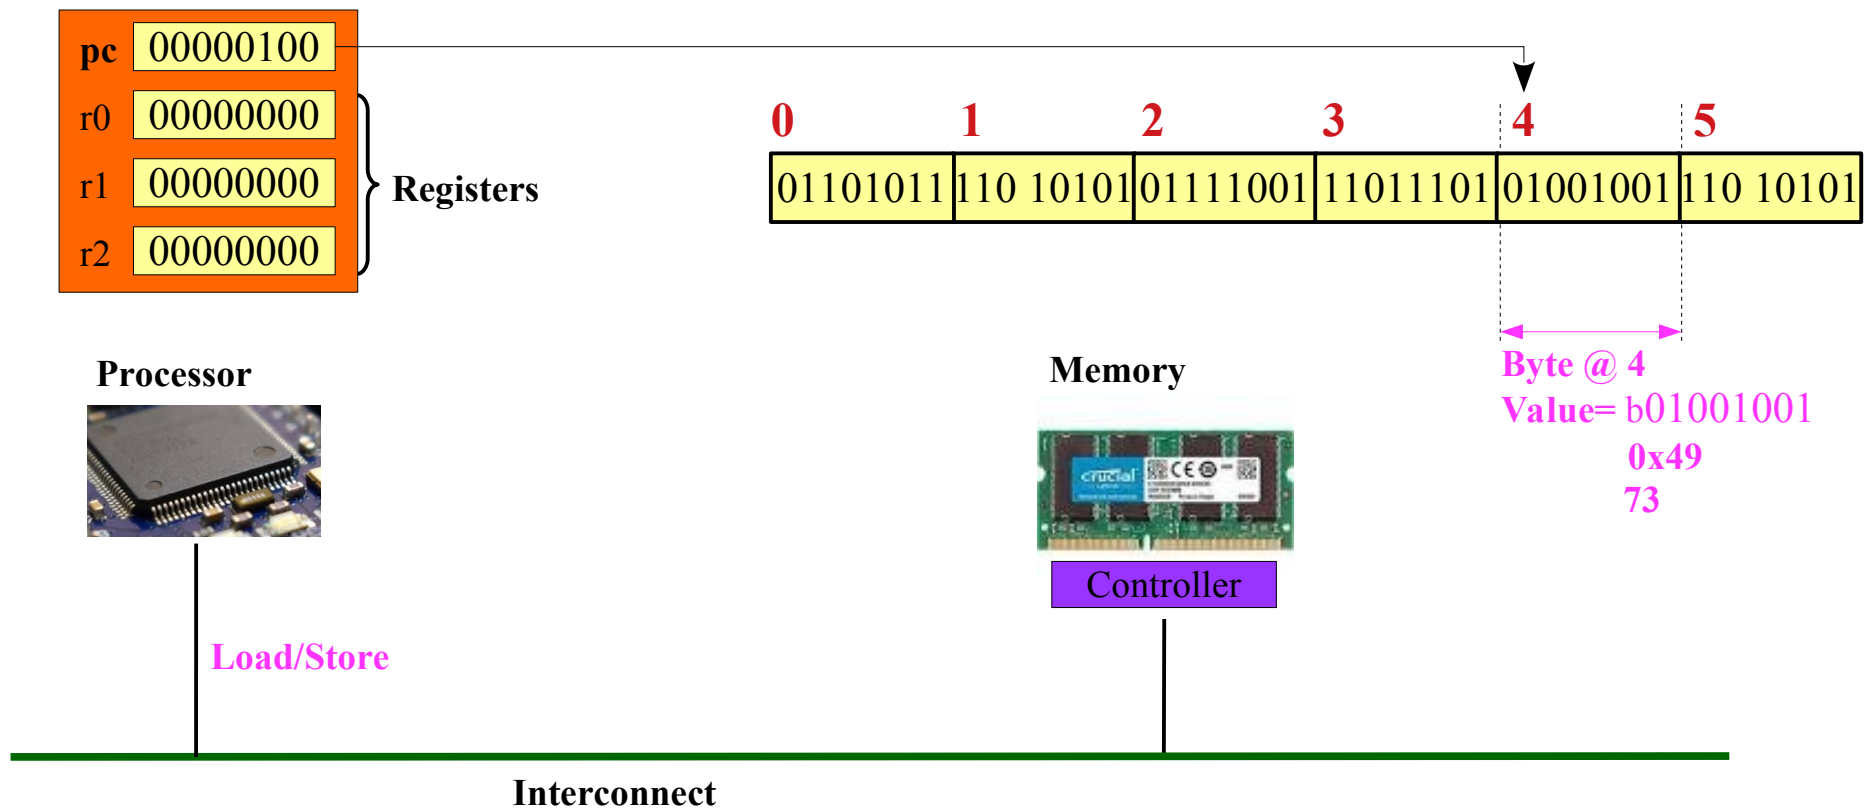 pc 00000100
r0 00000000
r1 00000000
r2 00000000
Registers
0 1 2 3 4 5
01101011 110 10101 01111001 11011101 01001001 110 10101
Byte @ 4
Value= b01001001
0x49
73
Processor
Memory
crucial
CE
Controller
Load/Store
Interconnect